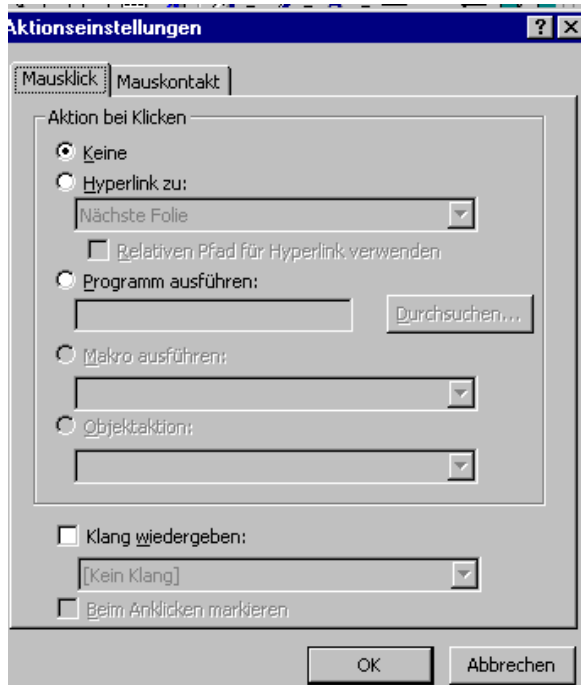 Aktionseinstellungen
Mausklick Mauskontakt
Aktion bei Klicken
Keine
Hyperlink zu:
Nächste Folie
Relativen Pfad für Hyperlink verwenden
Programm ausführen:
Durchsuchen...
Makro ausführen:
Objektaktion:
Klang wiedergeben:
[Kein Klang]
Beim Anklicken markieren
OK Abbrechen